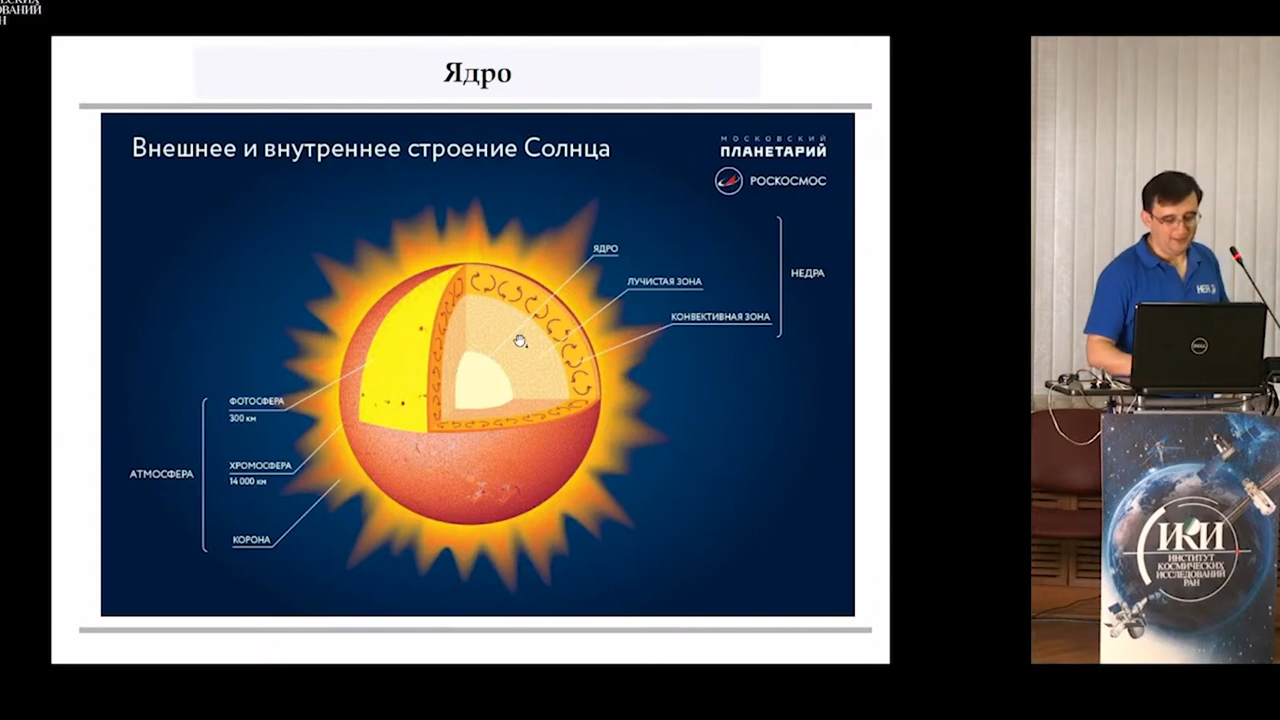 Ядро
Внешнее и внутреннее строение Солнца
МОСКОВСКИЙ
ПЛАНЕТАРИЙ
РОСКОСМОС
ЯДРО
ЛУЧИСТАЯ ЗОНА
КОНВЕКТИВНАЯ ЗОНА
НЕДРА
ФОТОСФЕРА
300 км
ХРОМОСФЕРА
14 000 км
АТМОСФЕРА
КОРОНА
DELL
ИКИ
ИНСТИТУТ
КОСМИЧЕСКИХ
ИССЛЕДОВАНИЙ
РАН